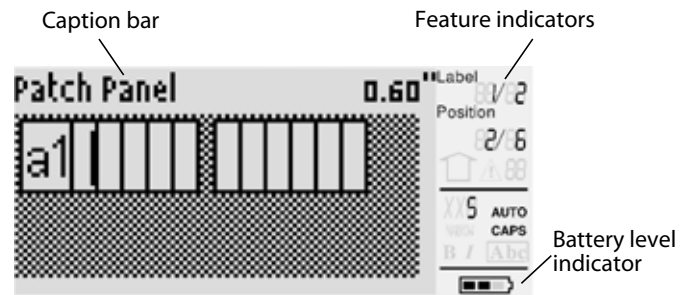 Caption bar
Feature indicators
Patch Panel 0.60"
Label
1/2
Position
2/6
a1
S AUTO
CAPS
B I Abc
Battery level
indicator